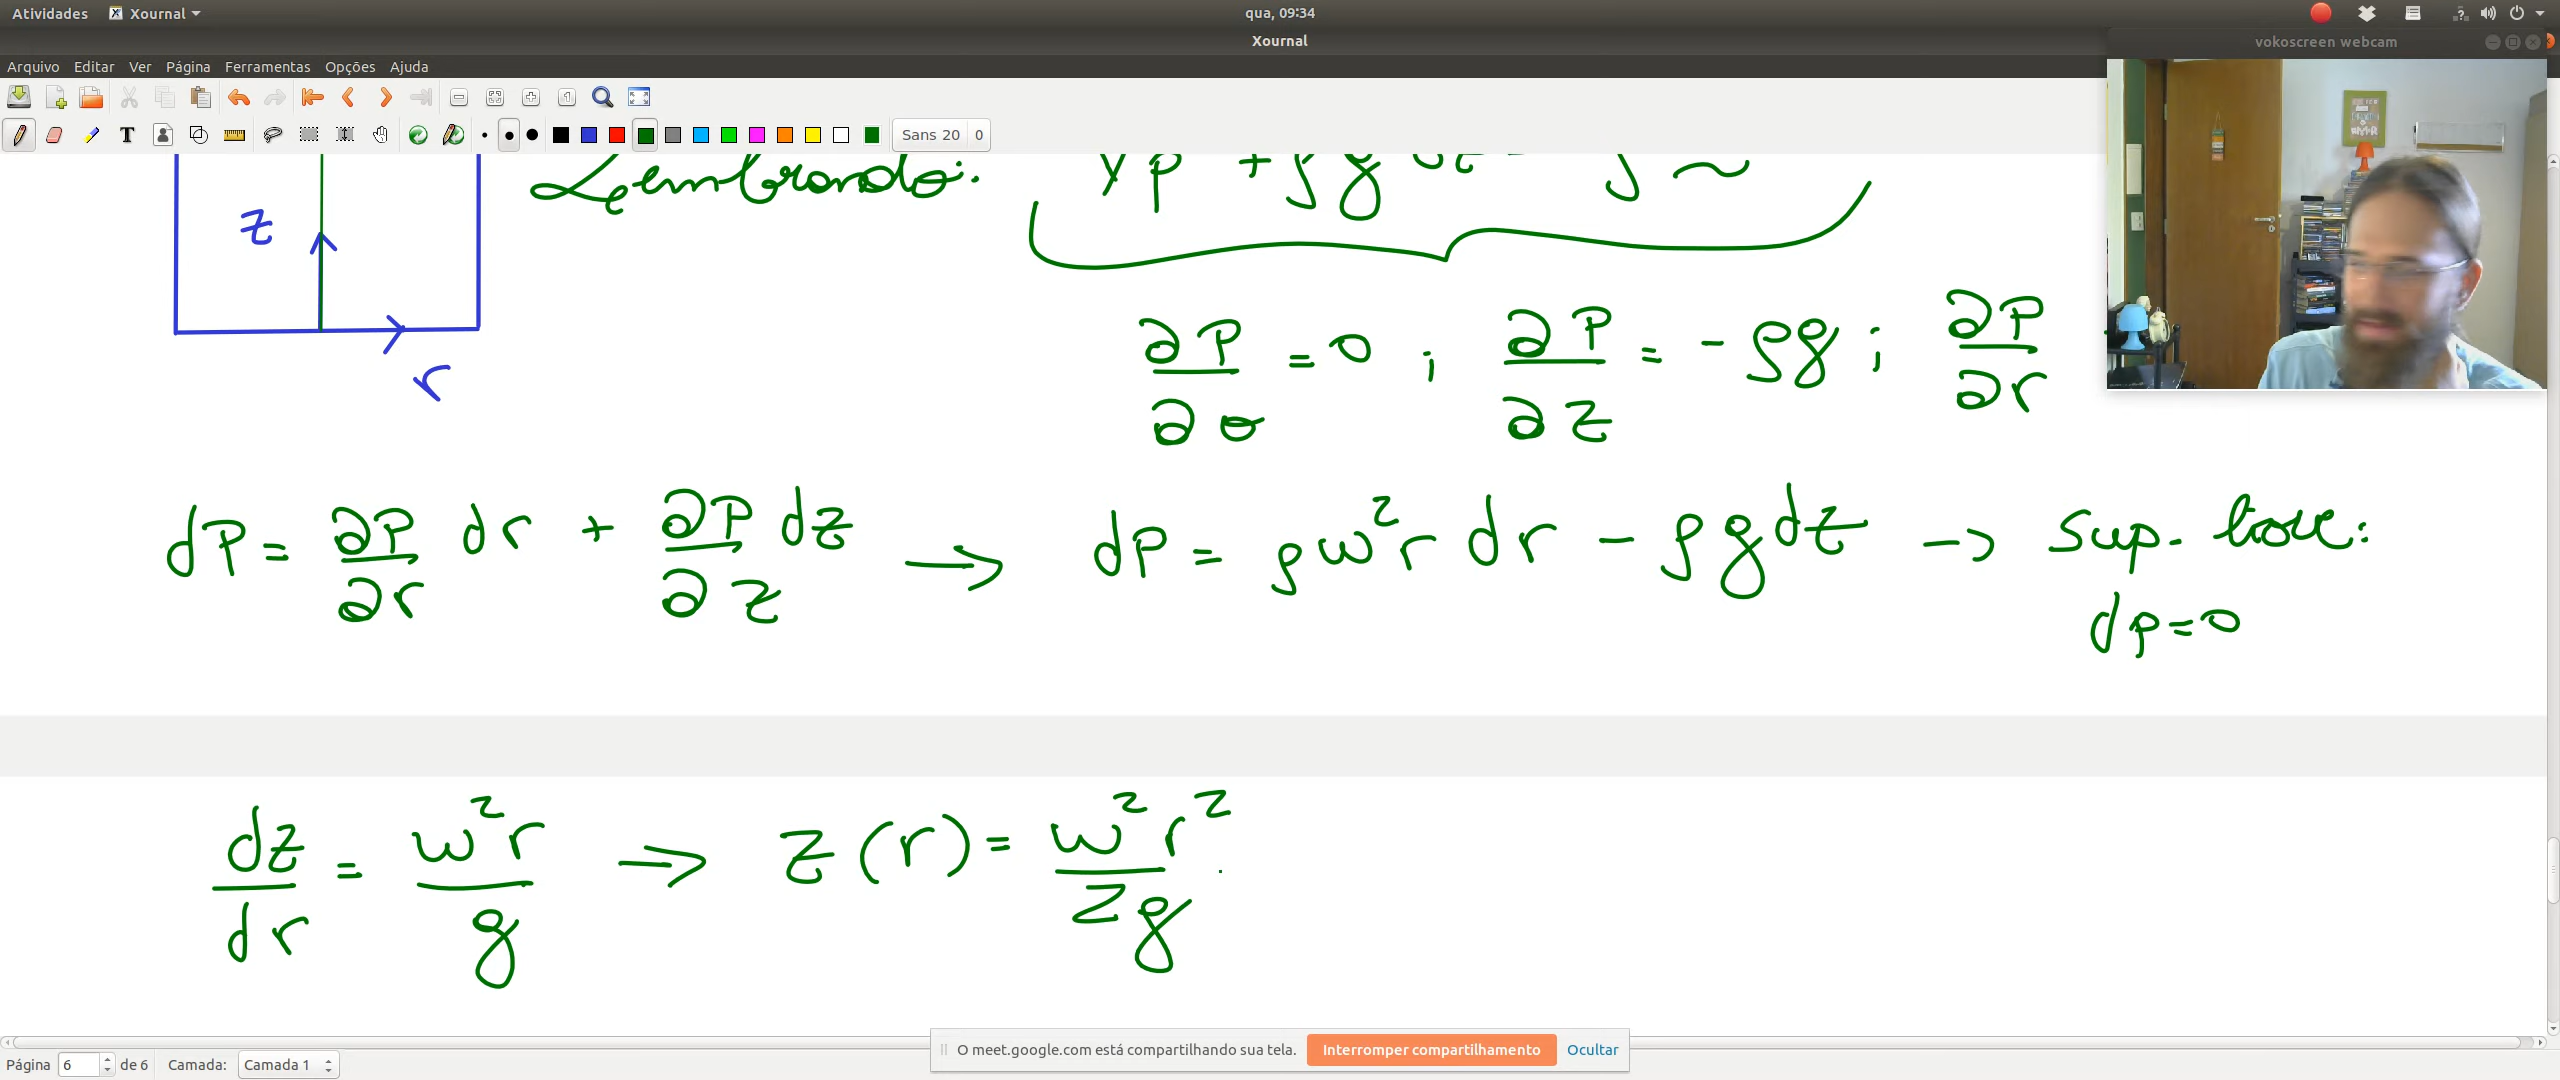 Atividades Xournal qua, 09:34
Xournal
vokoscreen webcam
Arquivo Editar Ver Página Ferramentas Opções Ajuda
T Sans 20 0
Lembrando:
z
r
∂P/∂θ = 0 ; ∂P/∂z = -ρg ; ∂P/∂r
dP = ∂P/∂r dr + ∂P/∂z dz → dP = ρω²r dr - ρg dz → sup. livre:
dp=0
dz/dr = ω²r/g → z(r) = ω²r²/2g
O meet.google.com está compartilhando sua tela. Interromper compartilhamento Ocultar
Página 6 de 6 Camada: Camada 1